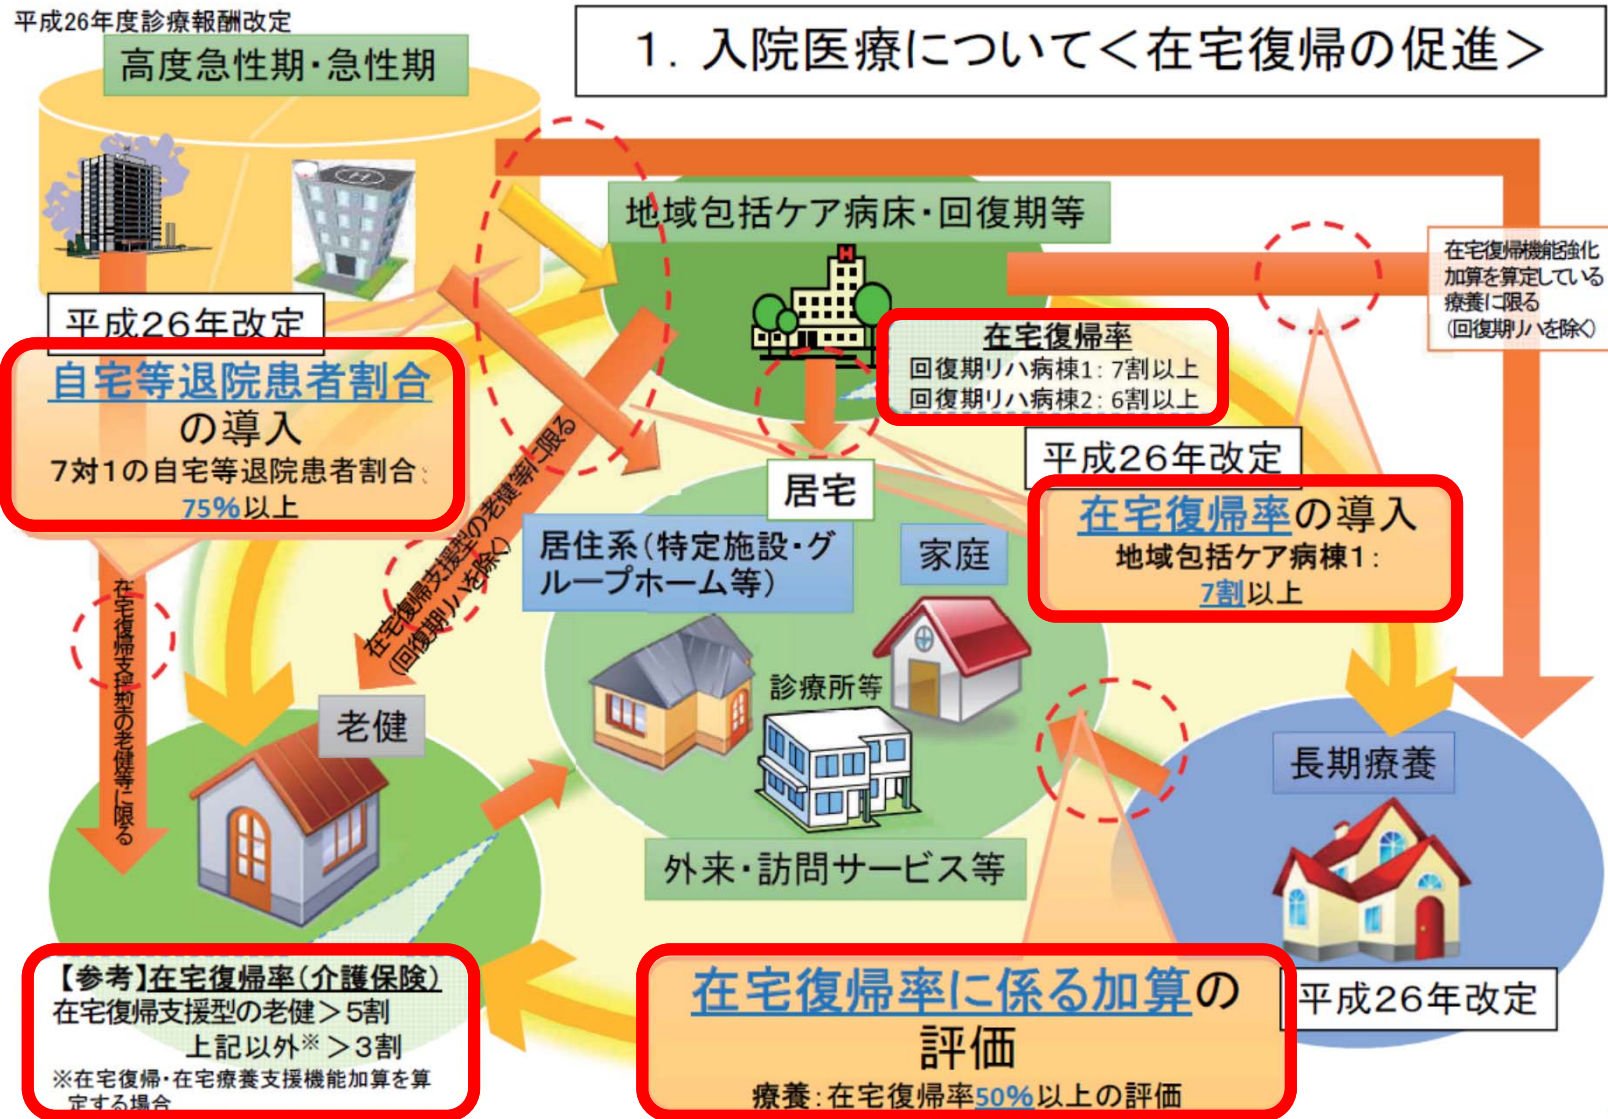 平成26年度診療報酬改定
1. 入院医療について＜在宅復帰の促進＞
高度急性期・急性期
地域包括ケア病床・回復期等
H
H
在宅復帰機能強化
加算を算定している
療養に限る
（回復期リハを除く）
平成26年改定
自宅等退院患者割合
の導入
7対1の自宅等退院患者割合：
75%以上
在宅復帰率
回復期リハ病棟1：7割以上
回復期リハ病棟2：6割以上
平成26年改定
在宅復帰率の導入
地域包括ケア病棟1：
7割以上
居宅
居住系（特定施設・グ
ループホーム等）
家庭
診療所等
在宅復帰支援型の老健等に限る
（回復期リハを除く）
在宅復帰支援型の老健等に限る
老健
長期療養
外来・訪問サービス等
【参考】在宅復帰率（介護保険）
在宅復帰支援型の老健＞5割
上記以外※＞3割
※在宅復帰・在宅療養支援機能加算を算
定する場合
在宅復帰率に係る加算の
評価
療養：在宅復帰率50%以上の評価
平成26年改定